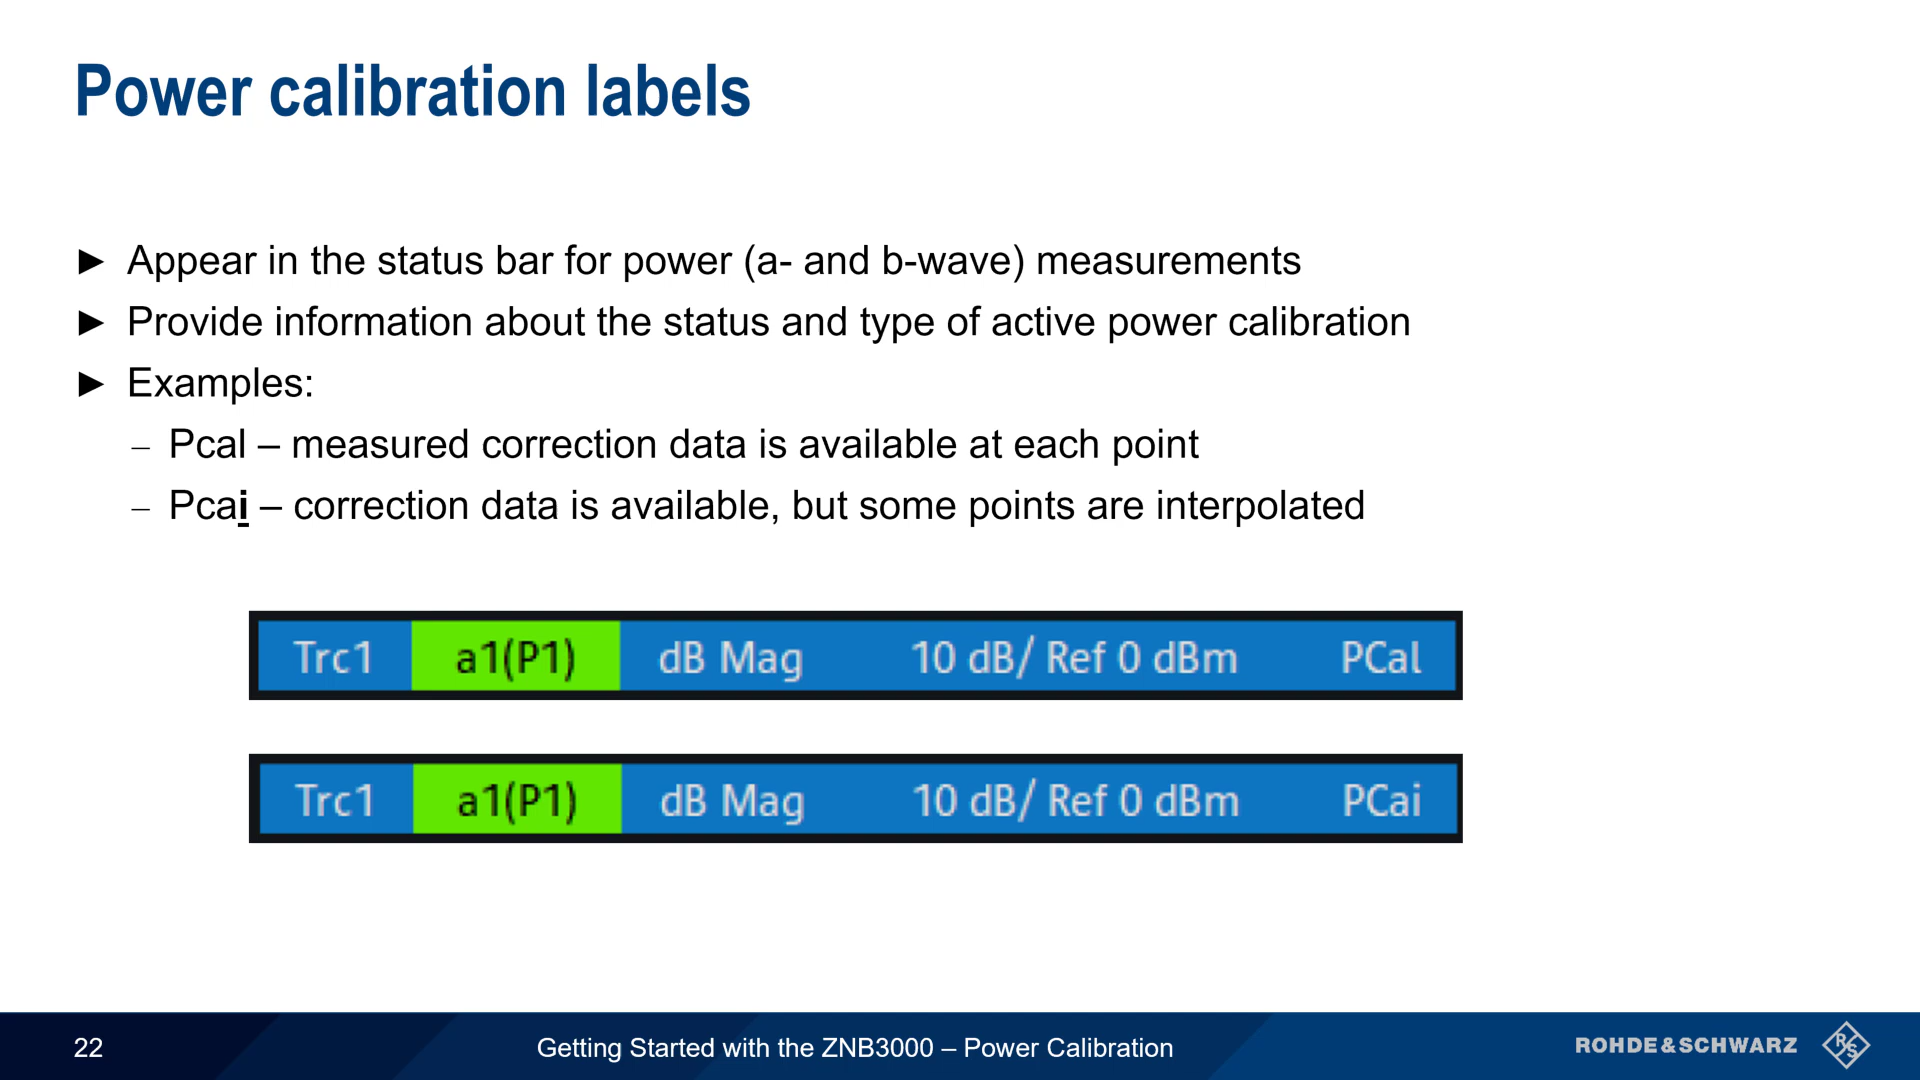 Power calibration labels
► Appear in the status bar for power (a- and b-wave) measurements
► Provide information about the status and type of active power calibration
► Examples:
– Pcal – measured correction data is available at each point
– Pcai – correction data is available, but some points are interpolated
Trc1 a1(P1) dB Mag 10 dB/ Ref 0 dBm PCal
Trc1 a1(P1) dB Mag 10 dB/ Ref 0 dBm PCai
22 Getting Started with the ZNB3000 – Power Calibration ROHDE&SCHWARZ R&S